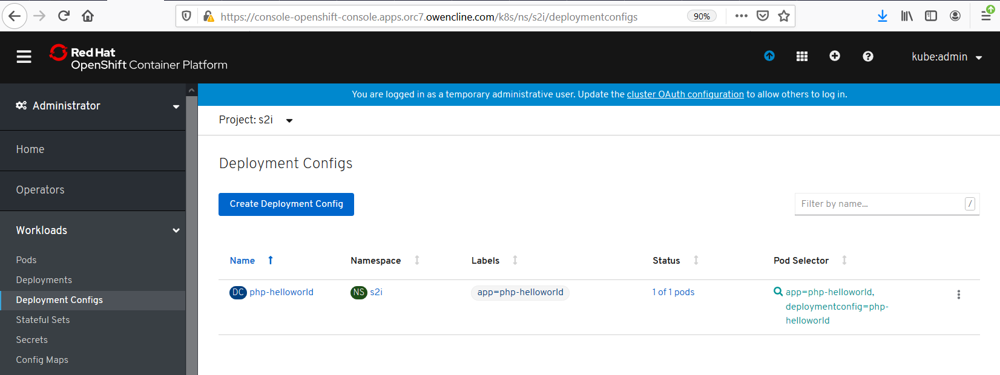 https://console-openshift-console.apps.orc7.owencline.com/k8s/ns/s2i/deploymentconfigs
90%
Red Hat
OpenShift Container Platform
kube:admin
Administrator
Home
Operators
Workloads
Pods
Deployments
Deployment Configs
Stateful Sets
Secrets
Config Maps
You are logged in as a temporary administrative user. Update the cluster OAuth configuration to allow others to log in.
Project: s2i
Deployment Configs
Create Deployment Config
Filter by name...
/
Name Namespace Labels Status Pod Selector
DC php-helloworld NS s2i app=php-helloworld 1 of 1 pods app=php-helloworld,
deploymentconfig=php-
helloworld